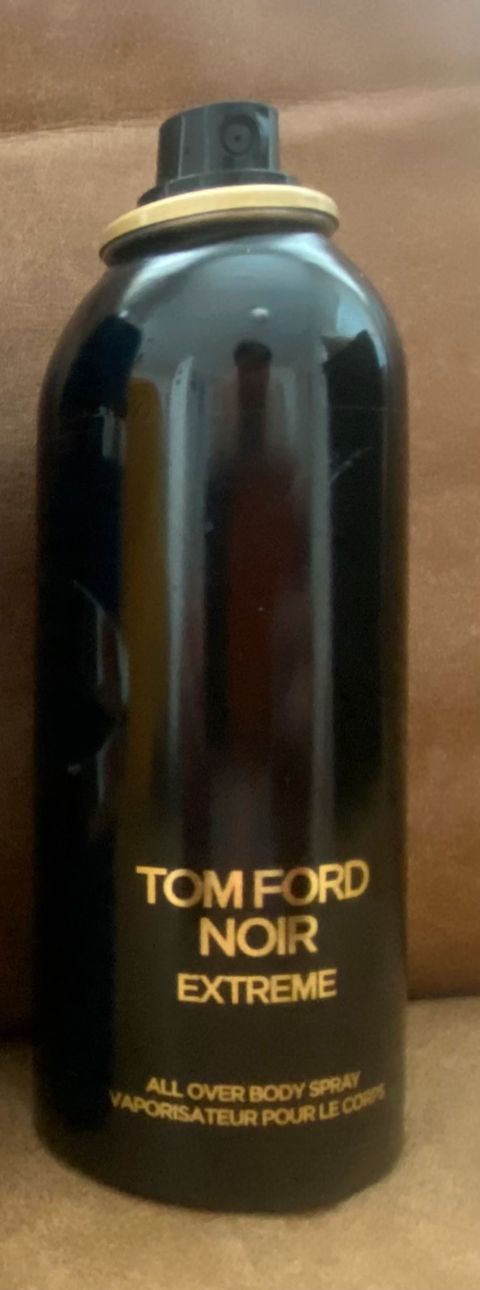 TOM FORD
NOIR
EXTREME
ALL OVER BODY SPRAY
VAPORISATEUR POUR LE CORPS